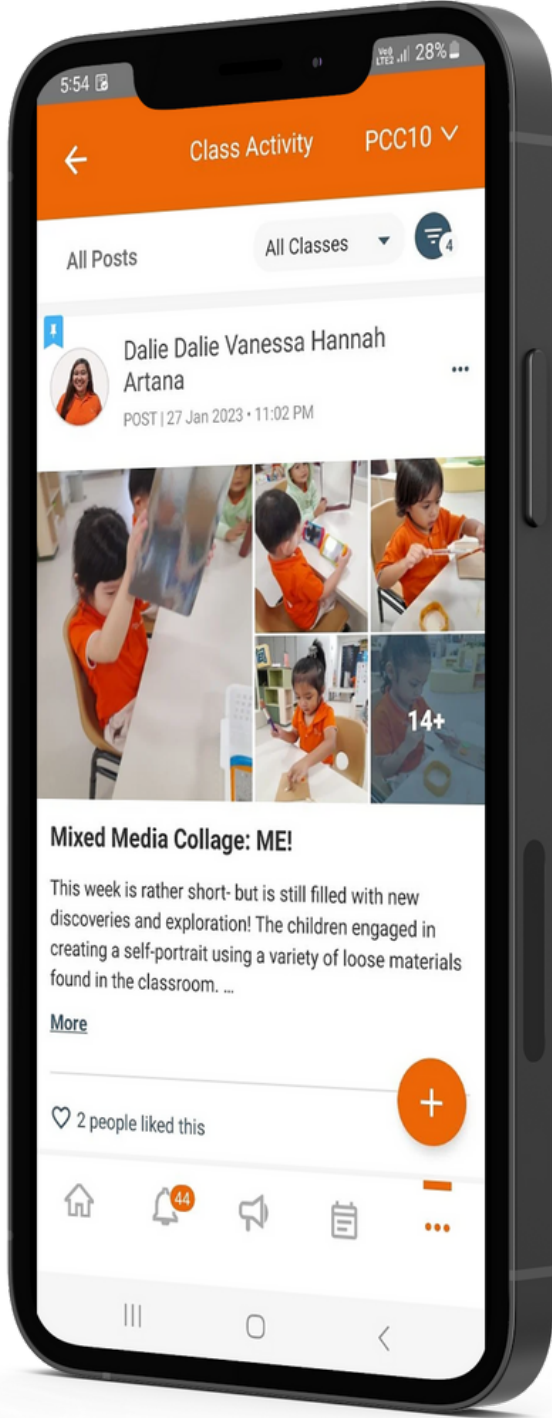 5:54
Voo) LTE2 28%
Class Activity
PCC10
All Posts
All Classes
4
Dalie Dalie Vanessa Hannah
Artana
POST | 27 Jan 2023 • 11:02 PM
14+
Mixed Media Collage: ME!
This week is rather short- but is still filled with new
discoveries and exploration! The children engaged in
creating a self-portrait using a variety of loose materials
found in the classroom. ...
More
2 people liked this
+
44